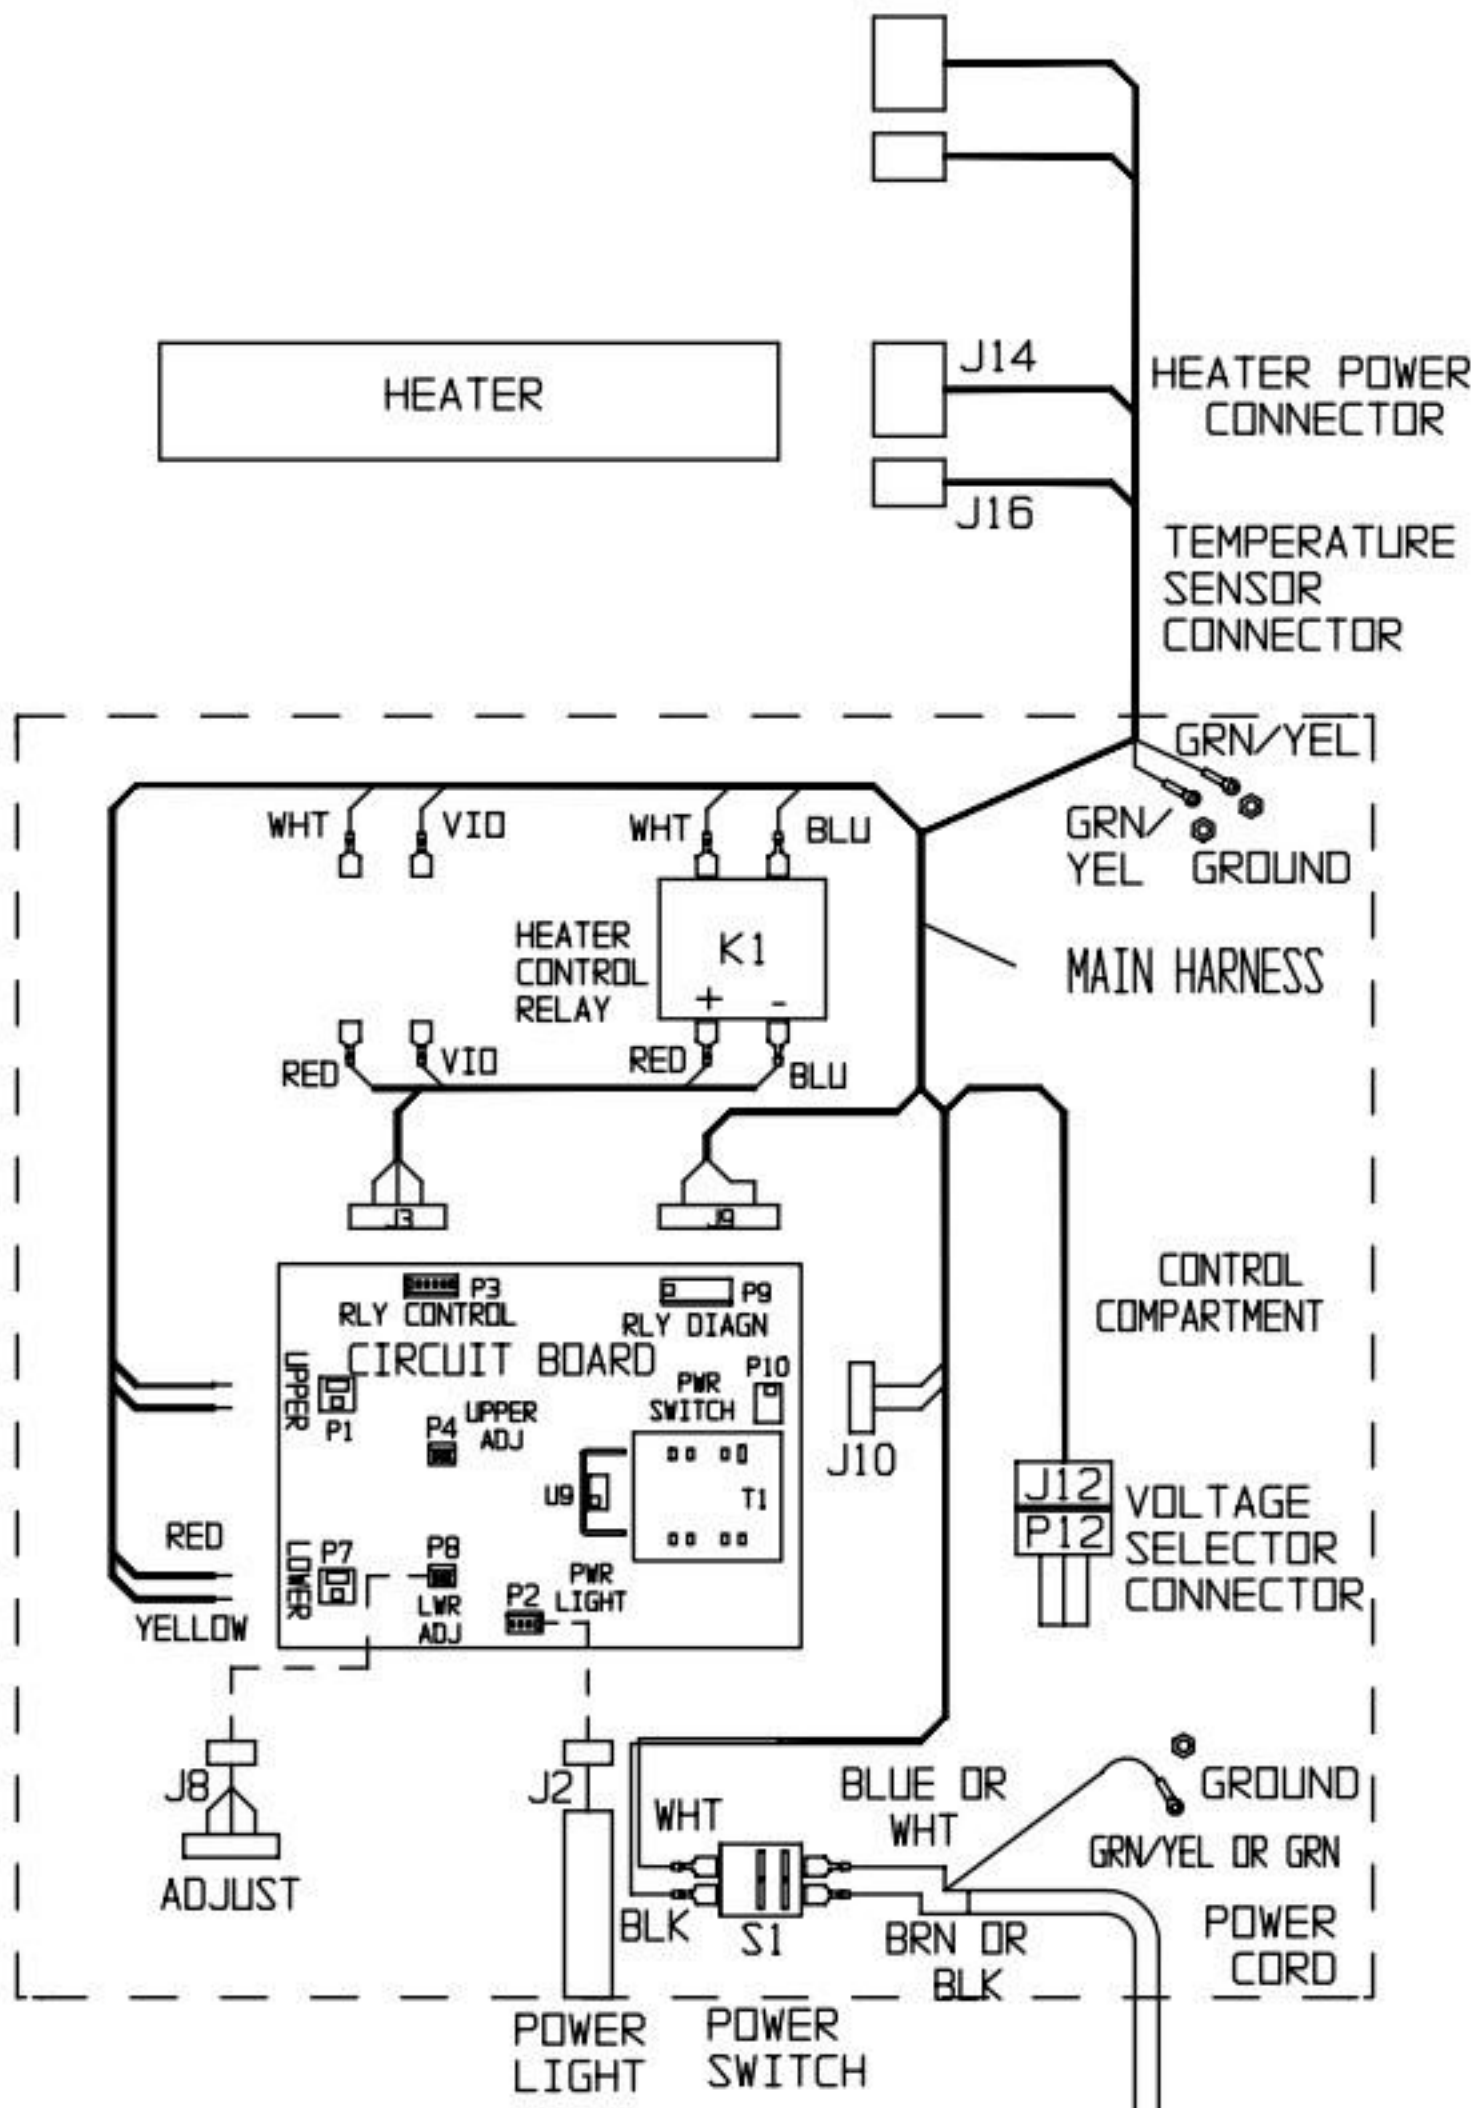 J14
HEATER POWER
CONNECTOR
HEATER
J16
TEMPERATURE
SENSOR
CONNECTOR
GRN/YEL
WHT
VIO
WHT
BLU
GRN/
YEL
GROUND
HEATER
CONTROL
RELAY
K1
+
-
MAIN HARNESS
RED
VIO
RED
BLU
J3
J9
CONTROL
COMPARTMENT
P3
RLY CONTROL
P9
RLY DIAGN
CIRCUIT BOARD
UPPER
P1
P4
UPPER
ADJ
PWR
SWITCH
P10
J10
U9
T1
J12
P12
VOLTAGE
SELECTOR
CONNECTOR
RED
YELLOW
LOWER
P7
P8
LWR
ADJ
P2
PWR
LIGHT
J8
ADJUST
J2
WHT
BLK
S1
BLUE OR
WHT
GROUND
GRN/YEL OR GRN
BRN OR
BLK
POWER
CORD
POWER
LIGHT
POWER
SWITCH